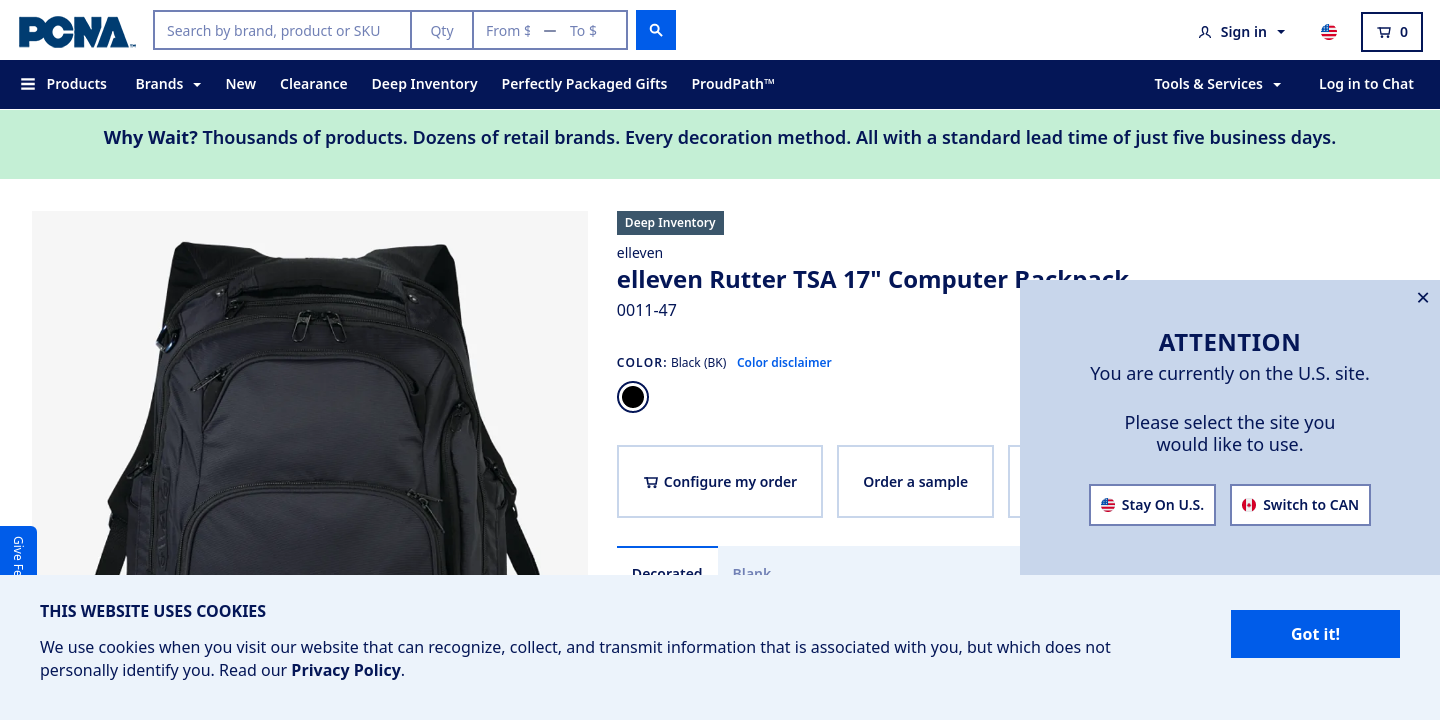 PCNA
Search by brand, product or SKU
Qty
From $ — To $
Sign in
0
Products
Brands
New
Clearance
Deep Inventory
Perfectly Packaged Gifts
ProudPath™
Tools & Services
Log in to Chat
Why Wait? Thousands of products. Dozens of retail brands. Every decoration method. All with a standard lead time of just five business days.
Deep Inventory
elleven
elleven Rutter TSA 17" Computer Backpack
0011-47
COLOR: Black (BK) Color disclaimer
Configure my order
Order a sample
Decorated
Blank
ATTENTION
You are currently on the U.S. site.
Please select the site you
would like to use.
Stay On U.S.
Switch to CAN
Give Fe
THIS WEBSITE USES COOKIES
We use cookies when you visit our website that can recognize, collect, and transmit information that is associated with you, but which does not
personally identify you. Read our Privacy Policy.
Got it!